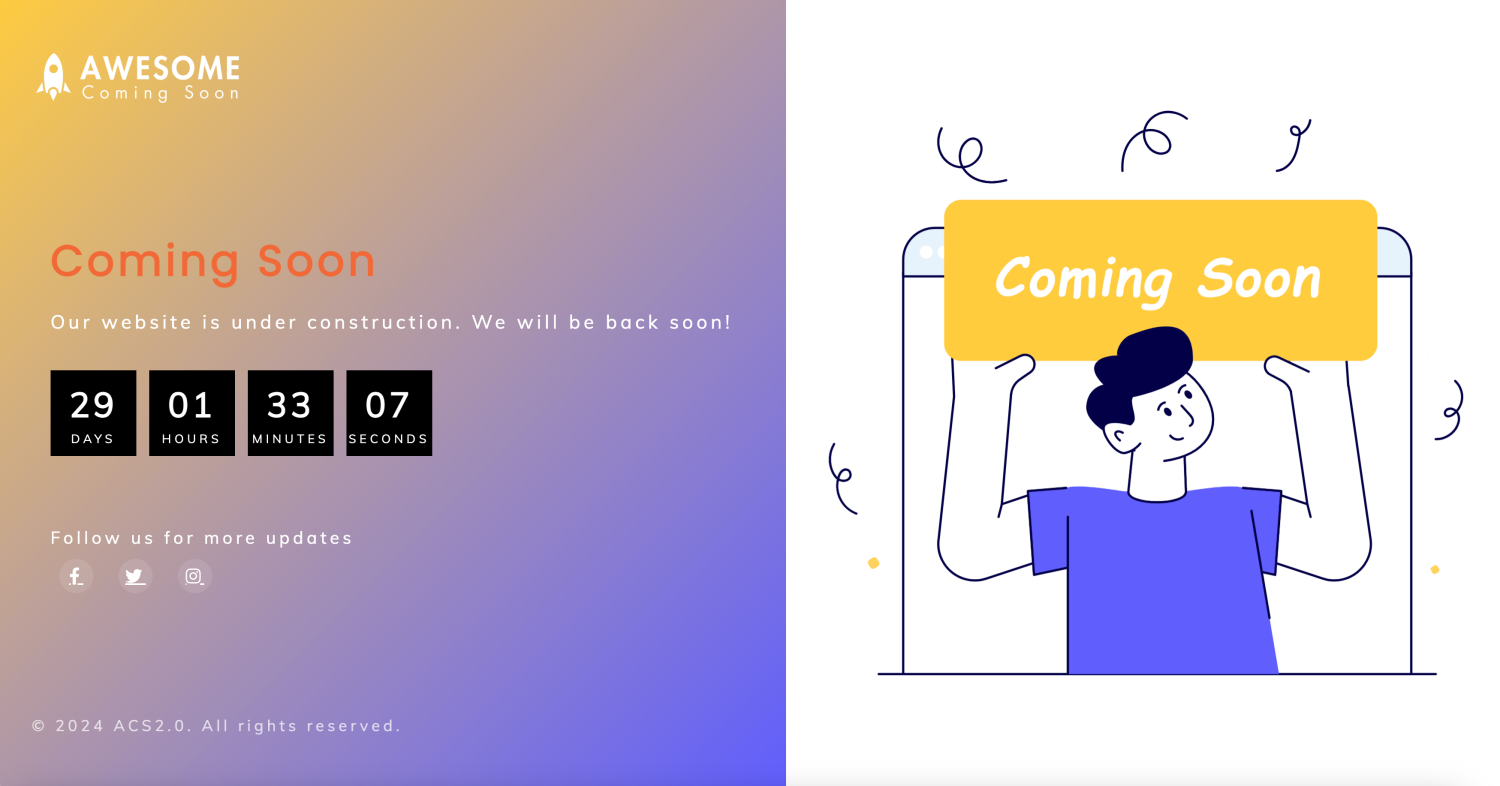 AWESOME
Coming Soon
Coming Soon
Our website is under construction. We will be back soon!
29 01 33 07
DAYS HOURS MINUTES SECONDS
Follow us for more updates
© 2024 ACS2.0. All rights reserved.
Coming Soon